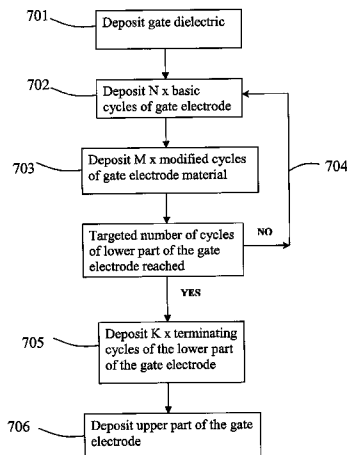 701
Deposit gate dielectric
702
Deposit N x basic
cycles of gate electrode
703
Deposit M x modified cycles
of gate electrode material
704
Targeted number of cycles
of lower part of the gate
electrode reached
NO
YES
705
Deposit K x terminating
cycles of the lower part
of the gate electrode
706
Deposit upper part of the gate
electrode